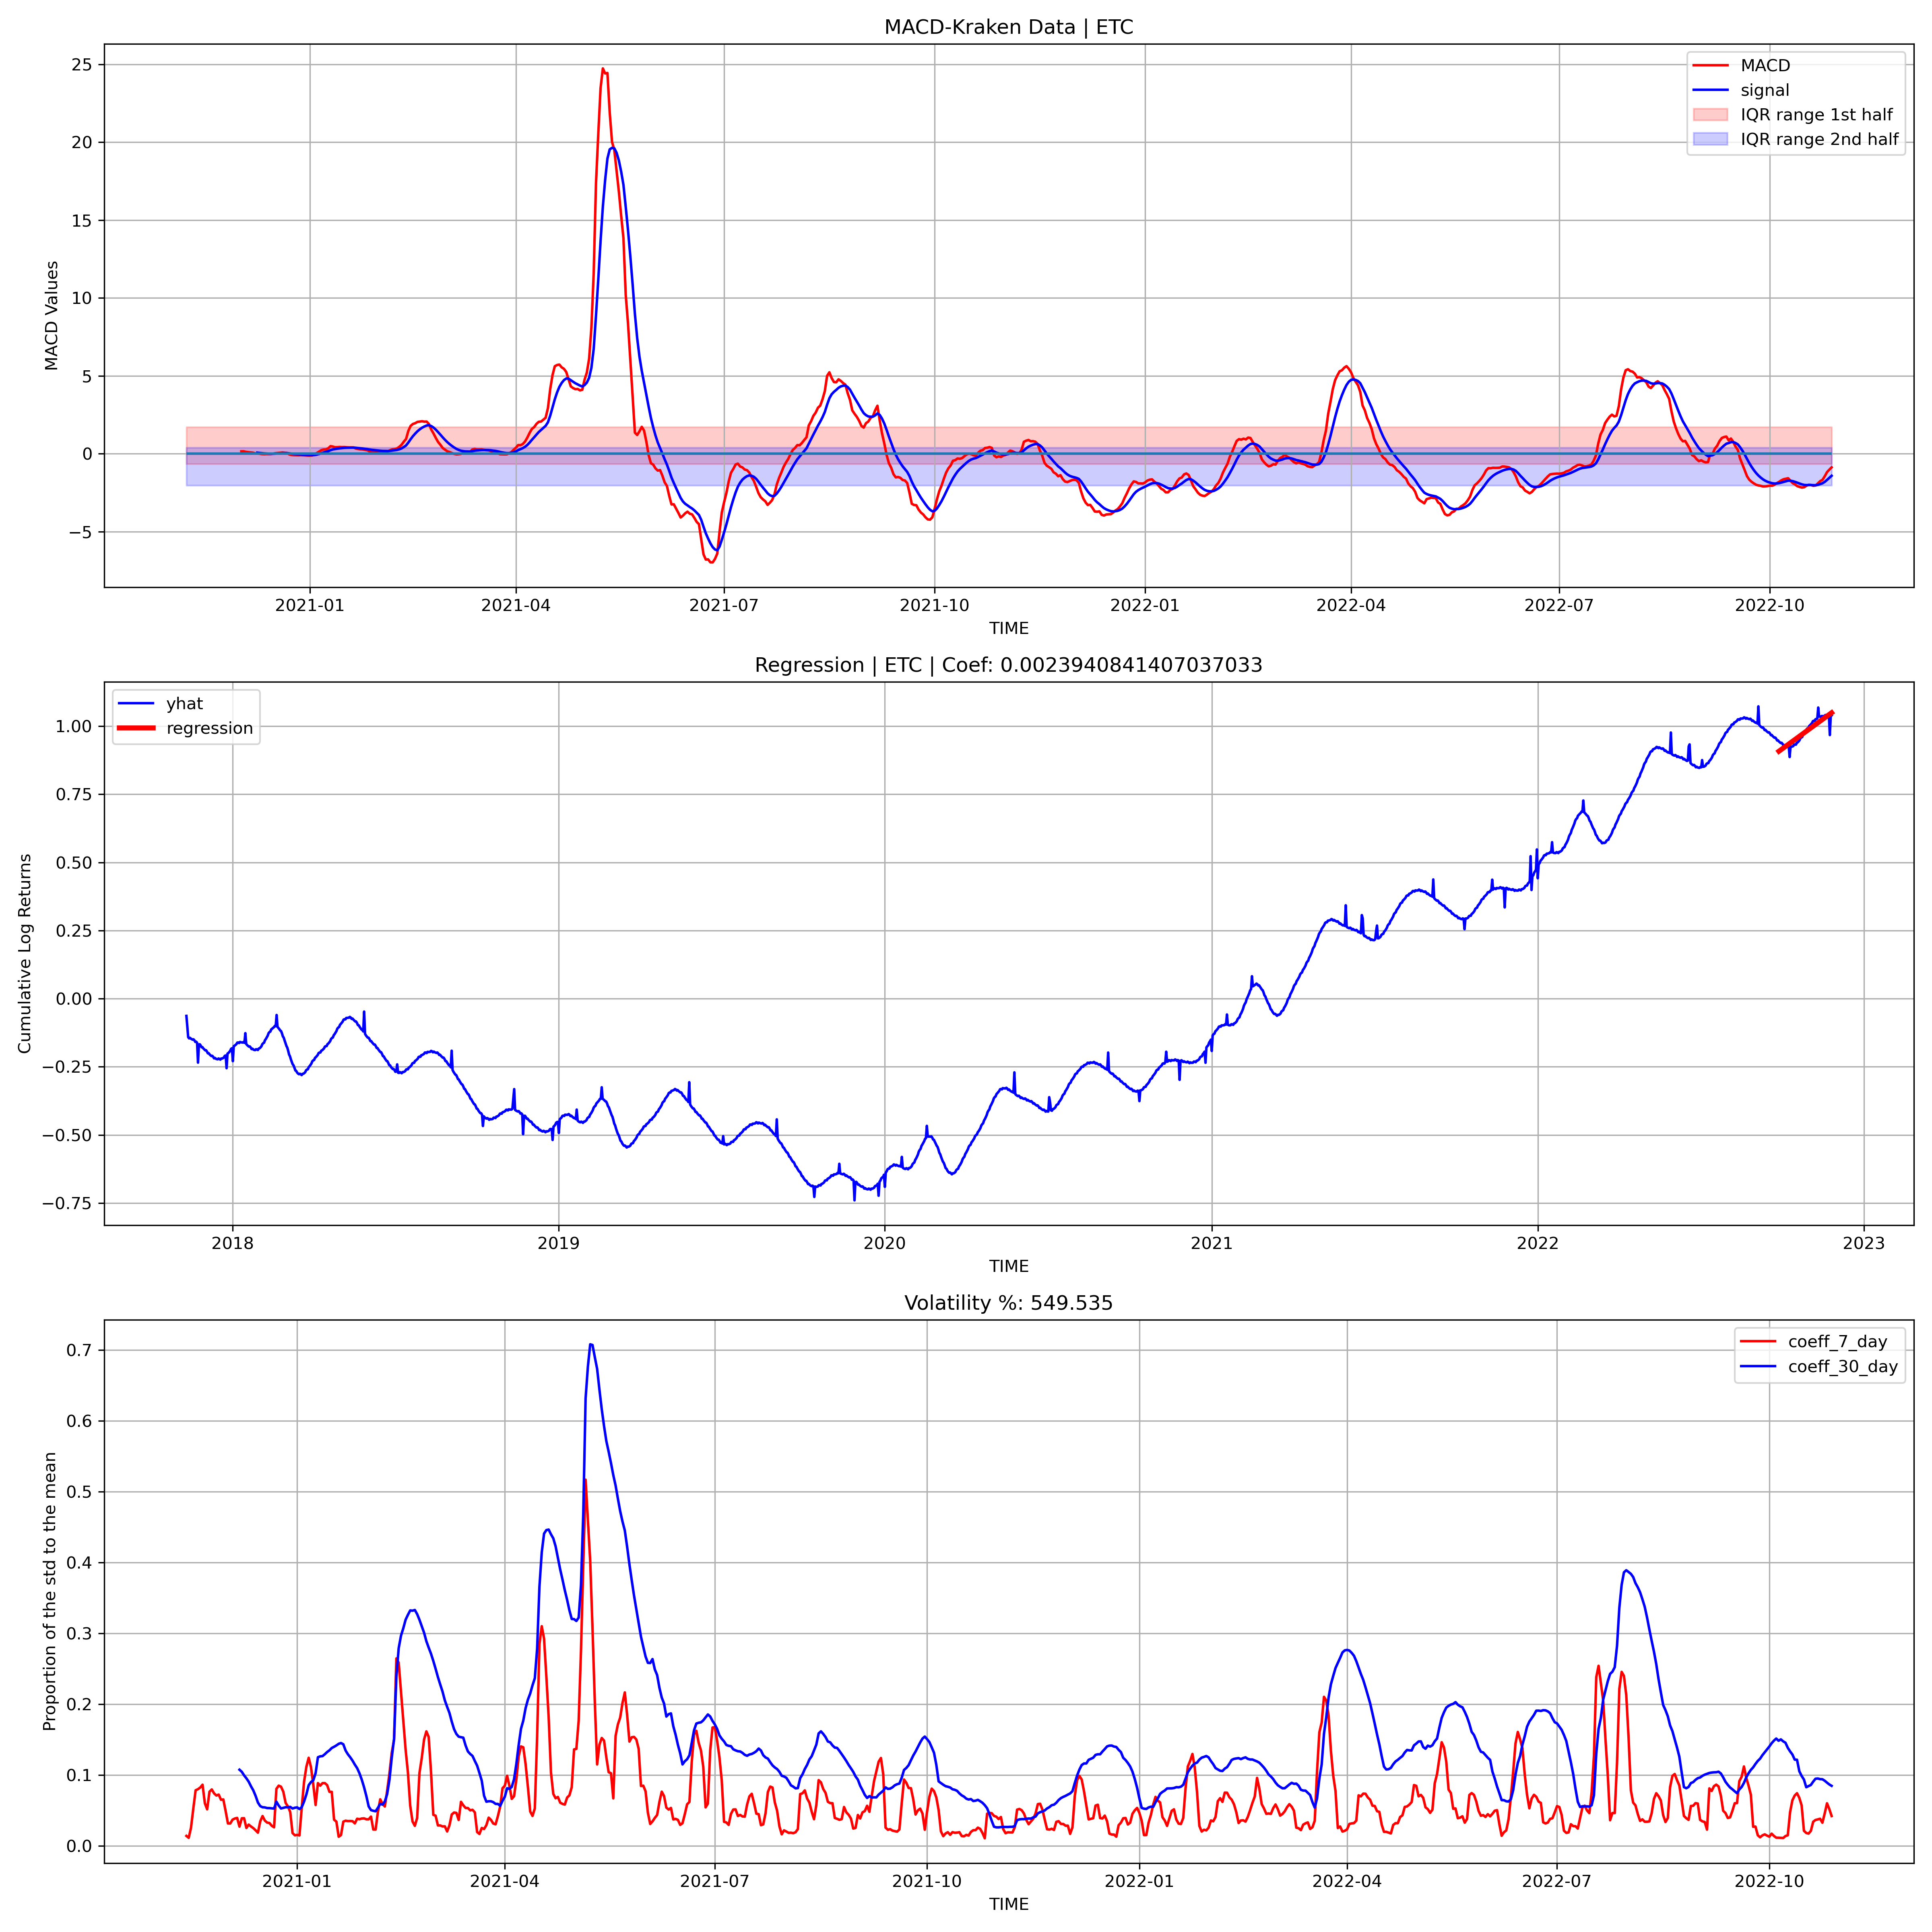 MACD-Kraken Data | ETC
MACD Values
25
20
15
10
5
0
−5
MACD
signal
IQR range 1st half
IQR range 2nd half
2021-01
2021-04
2021-07
2021-10
2022-01
2022-04
2022-07
2022-10
TIME
Regression | ETC | Coef: 0.0023940841407037033
Cumulative Log Returns
1.00
0.75
0.50
0.25
0.00
−0.25
−0.50
−0.75
yhat
regression
2018
2019
2020
2021
2022
2023
TIME
Volatility %: 549.535
Proportion of the std to the mean
0.7
0.6
0.5
0.4
0.3
0.2
0.1
0.0
coeff_7_day
coeff_30_day
2021-01
2021-04
2021-07
2021-10
2022-01
2022-04
2022-07
2022-10
TIME